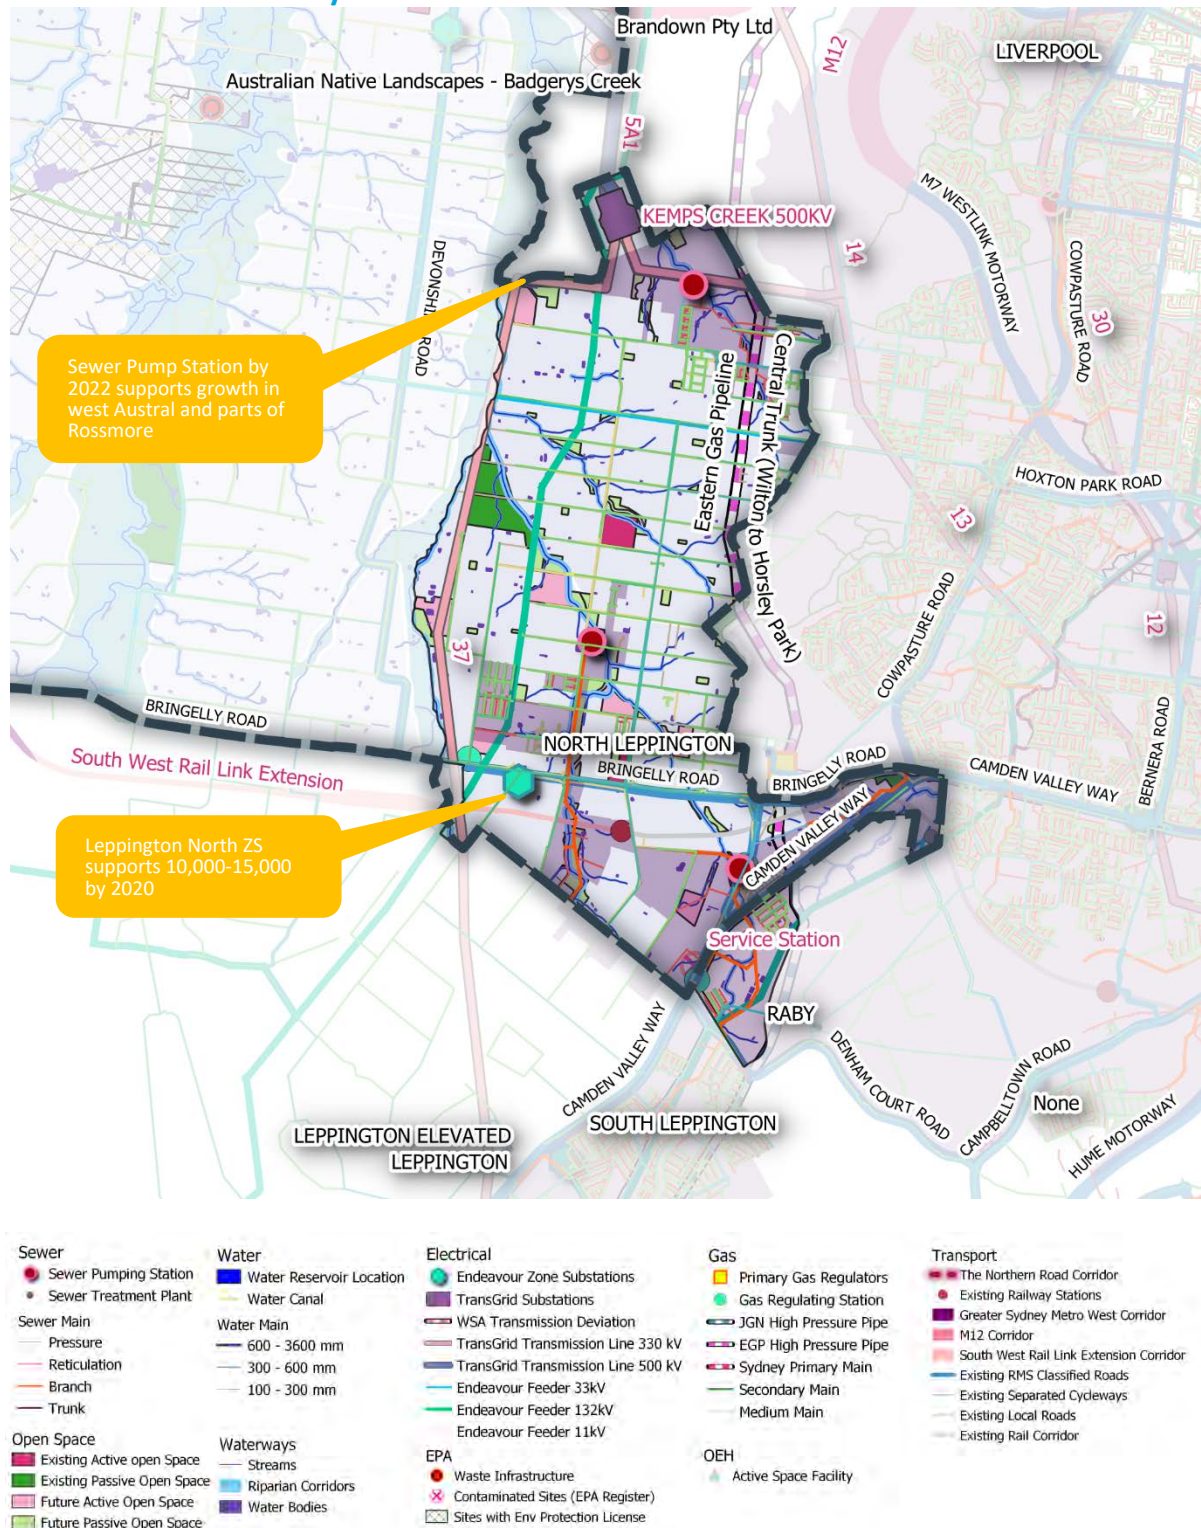 Brandown Pty Ltd
LIVERPOOL
M12
Australian Native Landscapes - Badgerys Creek
5A1
KEMPS CREEK 500KV
M7 WESTLINK MOTORWAY
COWPASTURE ROAD
14
30
DEVONSHIRE ROAD
Sewer Pump Station by
2022 supports growth in
west Austral and parts of
Rossmore
Eastern Gas Pipeline
Central Trunk (Wilton to Horsley Park)
HOXTON PARK ROAD
13
COWPASTURE ROAD
12
37
BRINGELLY ROAD
NORTH LEPPINGTON
BRINGELLY ROAD
BRINGELLY ROAD
South West Rail Link Extension
CAMDEN VALLEY WAY
BERNERA ROAD
CAMDEN VALLEY WAY
Leppington North ZS
supports 10,000-15,000
by 2020
Service Station
RABY
CAMDEN VALLEY WAY
DENHAM COURT ROAD
CAMPBELLTOWN ROAD
None
HUME MOTORWAY
SOUTH LEPPINGTON
LEPPINGTON ELEVATED
LEPPINGTON
Sewer
Sewer Pumping Station
Sewer Treatment Plant
Sewer Main
Pressure
Reticulation
Branch
Trunk
Open Space
Existing Active open Space
Existing Passive Open Space
Future Active Open Space
Future Passive Open Space
Water
Water Reservoir Location
Water Canal
Water Main
600 - 3600 mm
300 - 600 mm
100 - 300 mm
Waterways
Streams
Riparian Corridors
Water Bodies
Electrical
Endeavour Zone Substations
TransGrid Substations
WSA Transmission Deviation
TransGrid Transmission Line 330 kV
TransGrid Transmission Line 500 kV
Endeavour Feeder 33kV
Endeavour Feeder 132kV
Endeavour Feeder 11kV
EPA
Waste Infrastructure
Contaminated Sites (EPA Register)
Sites with Env Protection License
Gas
Primary Gas Regulators
Gas Regulating Station
JGN High Pressure Pipe
EGP High Pressure Pipe
Sydney Primary Main
Secondary Main
Medium Main
OEH
Active Space Facility
Transport
The Northern Road Corridor
Existing Railway Stations
Greater Sydney Metro West Corridor
M12 Corridor
South West Rail Link Extension Corridor
Existing RMS Classified Roads
Existing Separated Cycleways
Existing Local Roads
Existing Rail Corridor